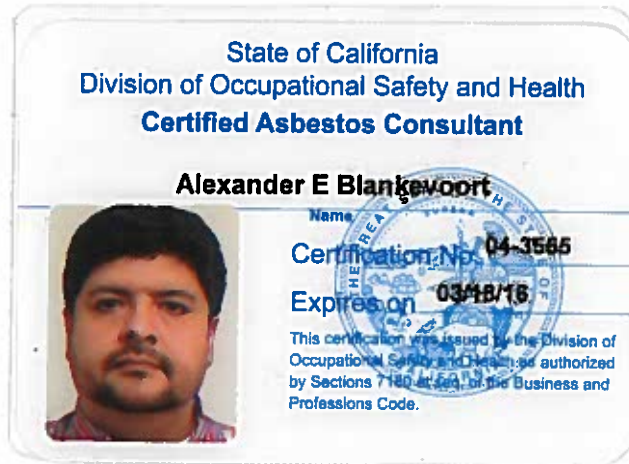 State of California
Division of Occupational Safety and Health
Certified Asbestos Consultant
Alexander E Blankevoort
Name
Certification No. 04-3565
Expires on 03/18/16
This certification was issued by the Division of
Occupational Safety and Health as authorized
by Sections 7180 et seq. of the Business and
Professions Code.